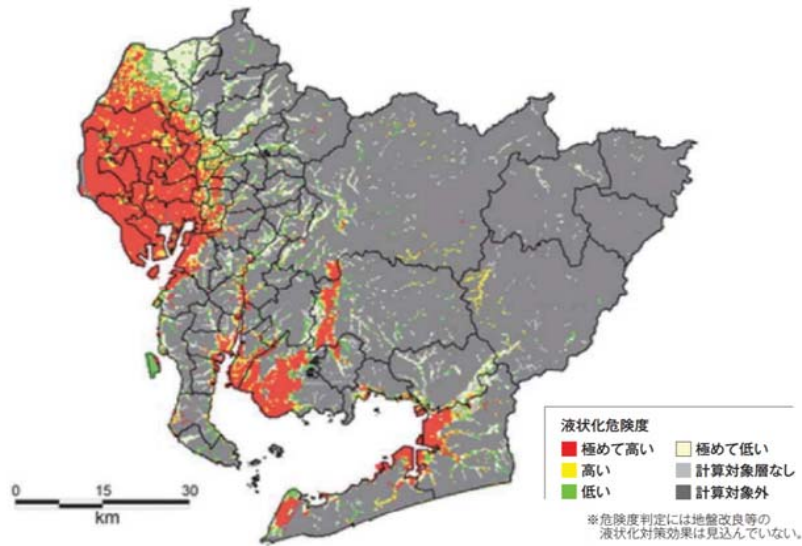 液状化危険度
極めて高い 極めて低い
高い 計算対象層なし
低い 計算対象外
0 15 30
km
※危険度判定には地盤改良等の
液状化対策効果は見込んでいない。